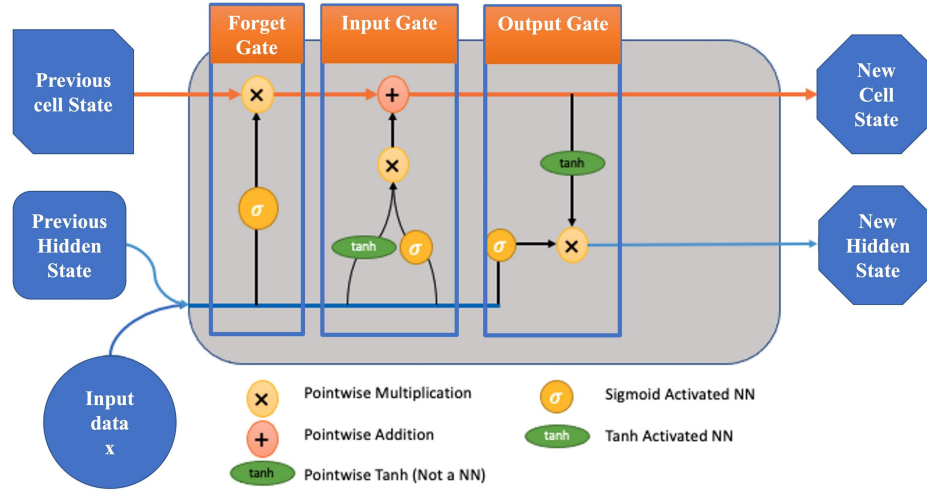 Forget
Gate
Input Gate
Output Gate
Previous
cell State
×
+
New
Cell
State
×
tanh
σ
Previous
Hidden
State
tanh
σ
σ
×
New
Hidden
State
Input
data
x
× Pointwise Multiplication
σ Sigmoid Activated NN
+ Pointwise Addition
tanh Tanh Activated NN
tanh Pointwise Tanh (Not a NN)